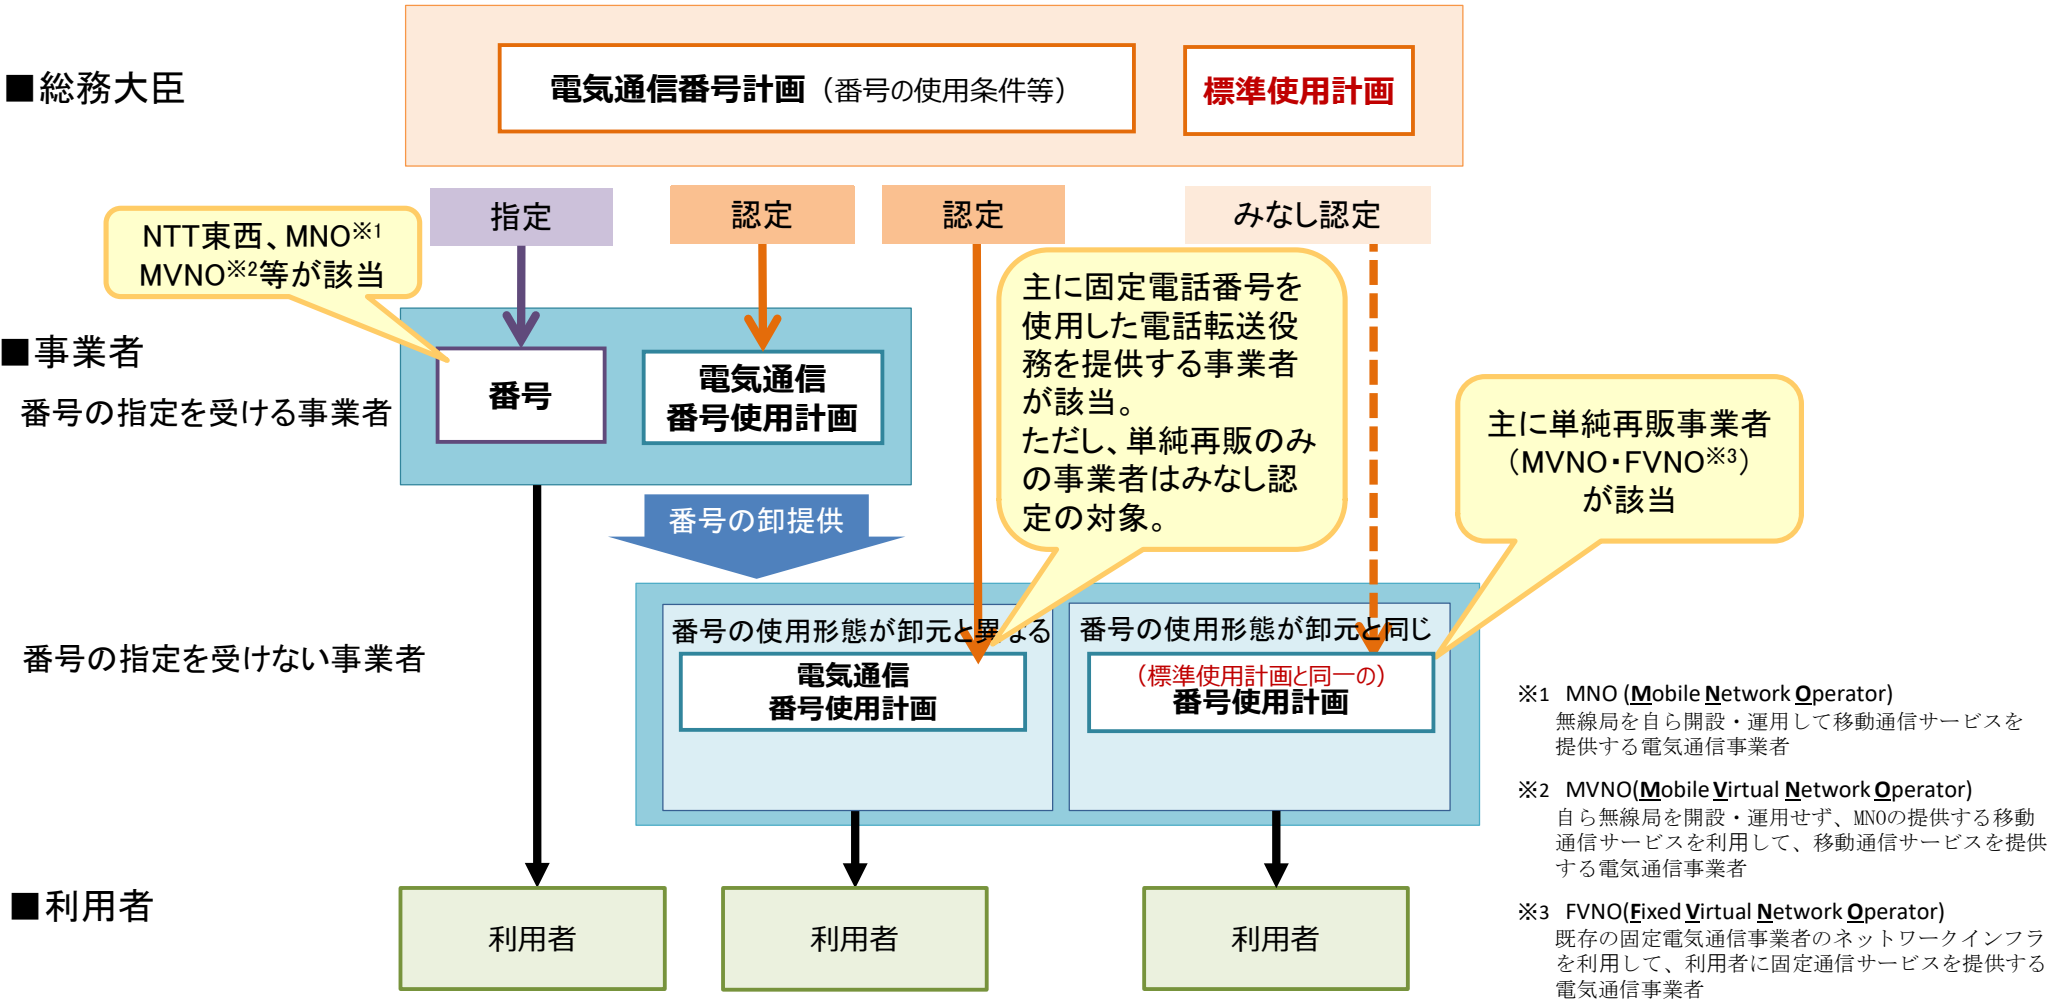 ■総務大臣
電気通信番号計画（番号の使用条件等）
標準使用計画
指定
認定
認定
みなし認定
NTT東西、MNO※1
MVNO※2等が該当
■事業者
番号の指定を受ける事業者
番号
電気通信
番号使用計画
主に固定電話番号を
使用した電話転送役
務を提供する事業者
が該当。
ただし、単純再販のみ
の事業者はみなし認
定の対象。
主に単純再販事業者
（MVNO・FVNO※3）
が該当
番号の卸提供
番号の指定を受けない事業者
番号の使用形態が卸元と異なる
電気通信
番号使用計画
番号の使用形態が卸元と同じ
（標準使用計画と同一の）
番号使用計画
※1 MNO (Mobile Network Operator)
無線局を自ら開設・運用して移動通信サービスを
提供する電気通信事業者
※2 MVNO(Mobile Virtual Network Operator)
自ら無線局を開設・運用せず、MNOの提供する移動
通信サービスを利用して、移動通信サービスを提供
する電気通信事業者
※3 FVNO(Fixed Virtual Network Operator)
既存の固定電気通信事業者のネットワークインフラ
を利用して、利用者に固定通信サービスを提供する
電気通信事業者
■利用者
利用者
利用者
利用者